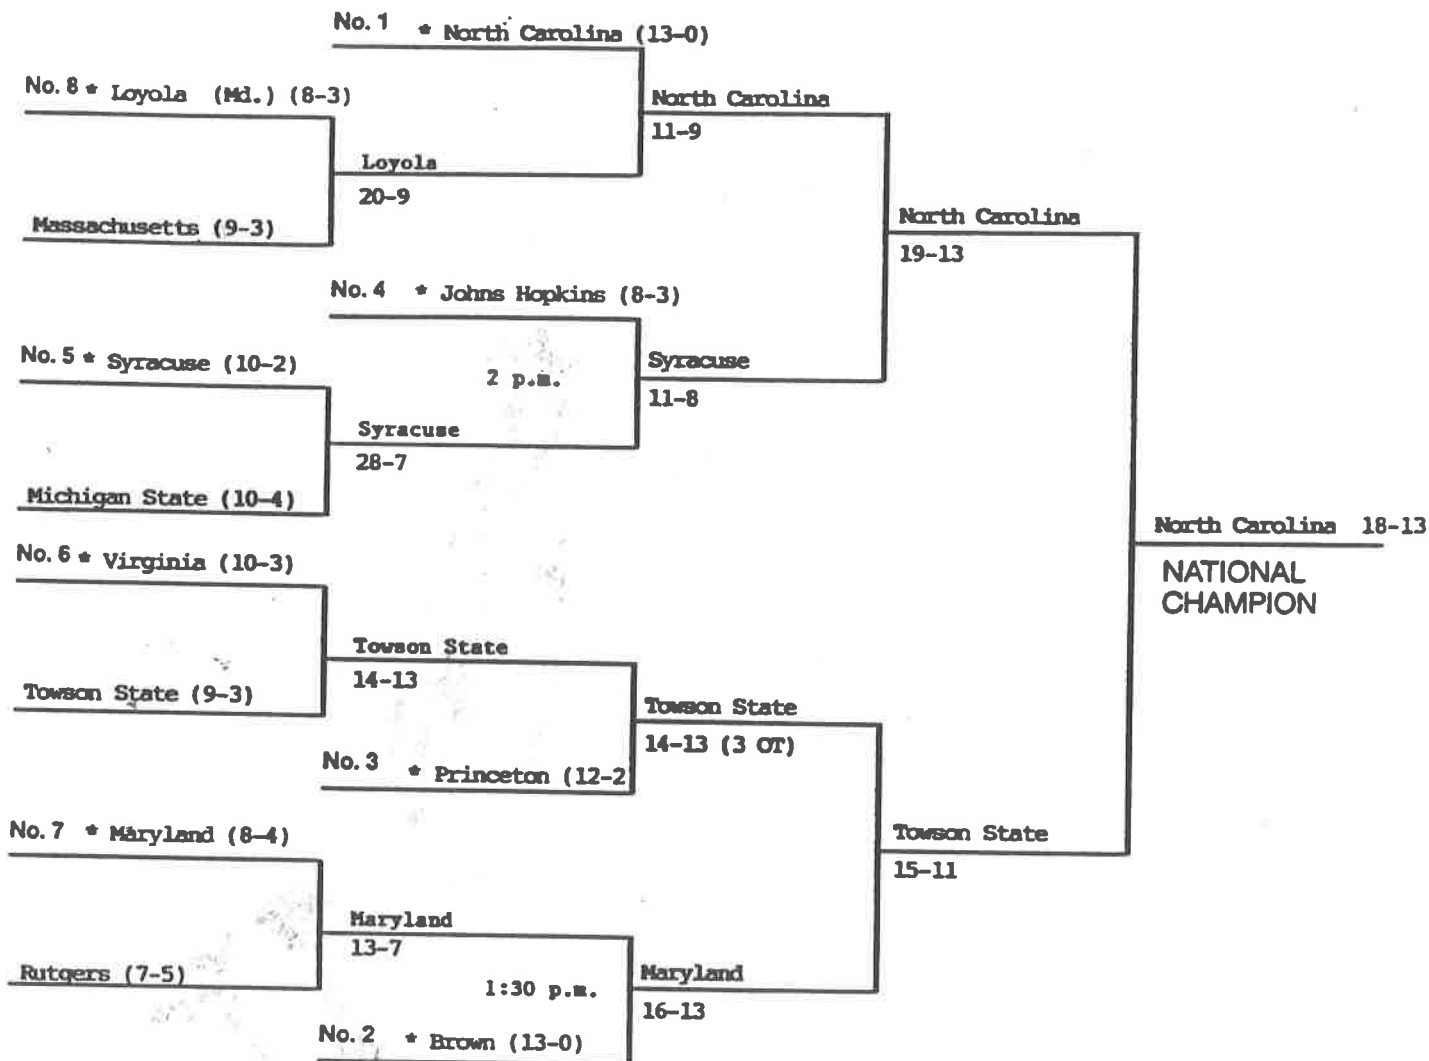 No. 1 * North Carolina (13-0)
No. 8 * Loyola (Md.) (8-3)
North Carolina
11-9
Loyola
20-9
Massachusetts (9-3)
North Carolina
19-13
No. 4 * Johns Hopkins (8-3)
No. 5 * Syracuse (10-2)
2 p.m.
Syracuse
11-8
Syracuse
28-7
Michigan State (10-4)
North Carolina 18-13
NATIONAL
CHAMPION
No. 6 * Virginia (10-3)
Towson State
14-13
Towson State (9-3)
Towson State
14-13 (3 OT)
No. 3 * Princeton (12-2
No. 7 * Maryland (8-4)
Towson State
15-11
Maryland
13-7
Rutgers (7-5)
1:30 p.m.
Maryland
16-13
No. 2 * Brown (13-0)